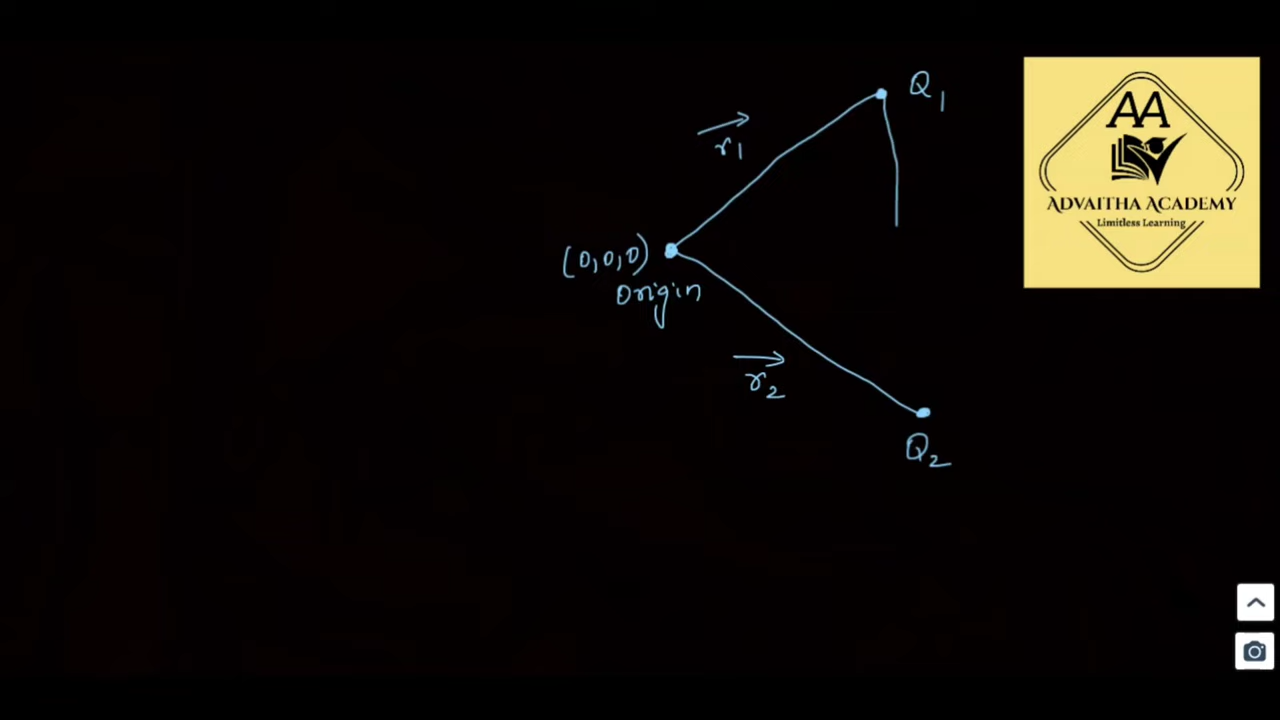 Q1
r1
(0,0,0)
Origin
r2
Q2
AA
ADVAITHA ACADEMY
Limitless Learning